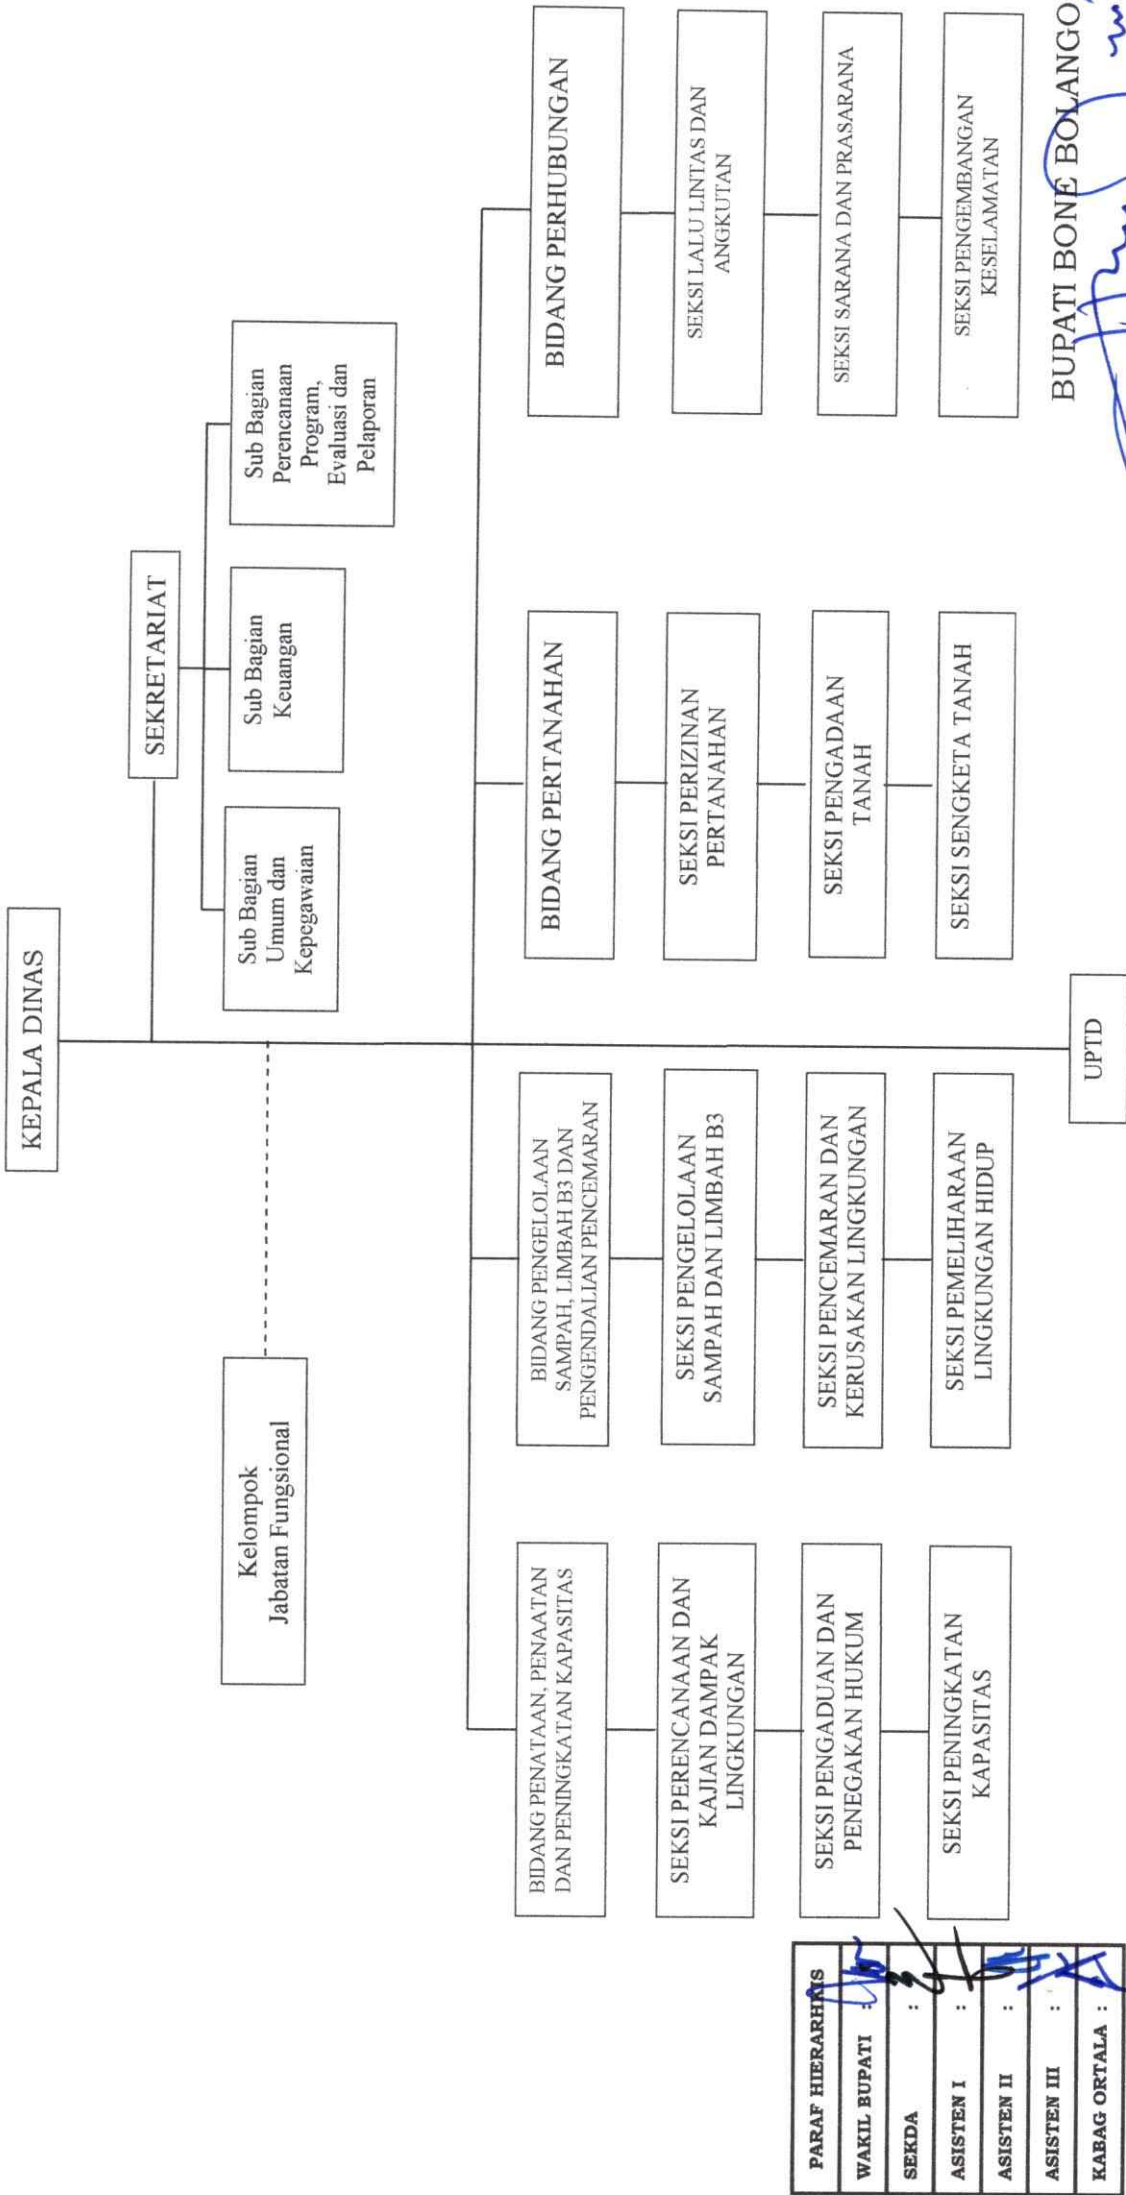 KEPALA DINAS
SEKRETARIAT
Kelompok
Jabatan Fungsional
Sub Bagian
Umum dan
Kepegawaian
Sub Bagian
Keuangan
Sub Bagian
Perencanaan
Program,
Evaluasi dan
Pelaporan
BIDANG PENATAAN, PENAATAN
DAN PENINGKATAN KAPASITAS
SEKSI PERENCANAAN DAN
KAJIAN DAMPAK
LINGKUNGAN
SEKSI PENGADUAN DAN
PENEGAKAN HUKUM
SEKSI PENINGKATAN
KAPASITAS
BIDANG PENGELOLAAN
SAMPAH, LIMBAH B3 DAN
PENGENDALIAN PENCEMARAN
SEKSI PENGELOLAAN
SAMPAH DAN LIMBAH B3
SEKSI PENCEMARAN DAN
KERUSAKAN LINGKUNGAN
SEKSI PEMELIHARAAN
LINGKUNGAN HIDUP
BIDANG PERTANAHAN
SEKSI PERIZINAN
PERTANAHAN
SEKSI PENGADAAN
TANAH
SEKSI SENGKETA TANAH
BIDANG PERHUBUNGAN
SEKSI LALU LINTAS DAN
ANGKUTAN
SEKSI SARANA DAN PRASARANA
SEKSI PENGEMBANGAN
KESELAMATAN
UPTD
BUPATI BONE BOLANGO
PARAF HIERARHKIS
WAKIL BUPATI :
SEKDA :
ASISTEN I :
ASISTEN II :
ASISTEN III :
KABAG ORTALA :